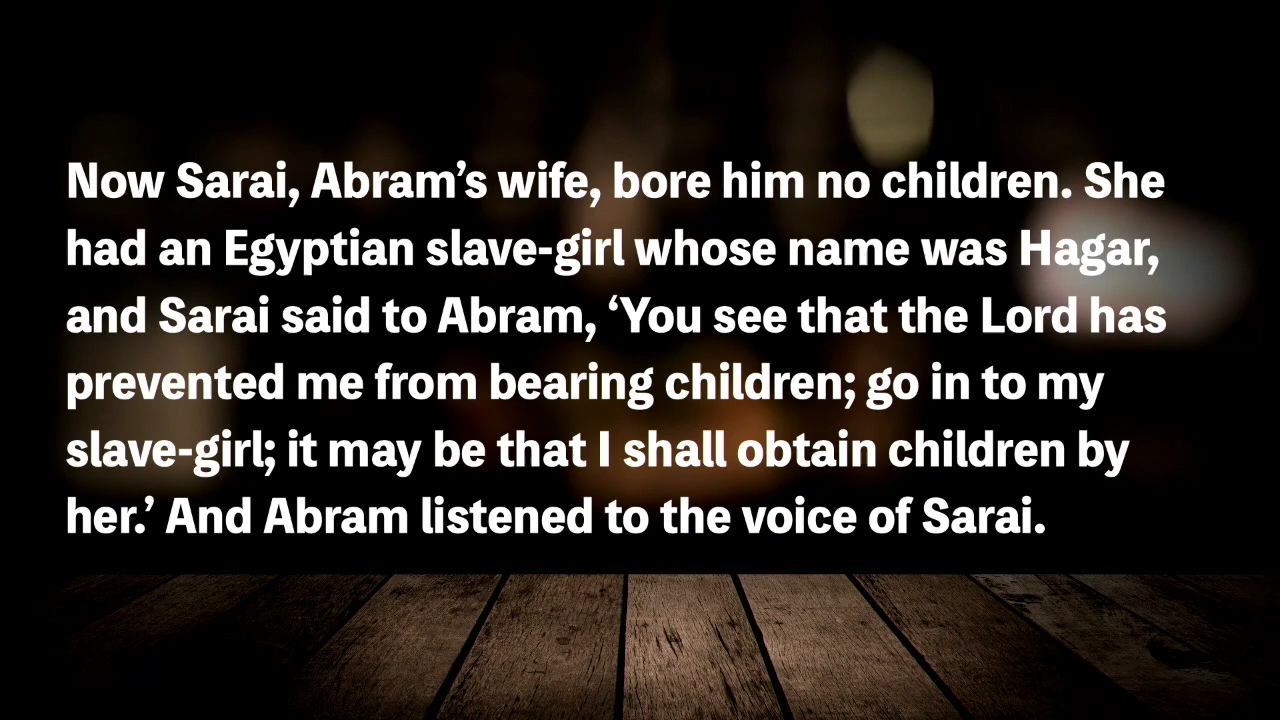 Now Sarai, Abram’s wife, bore him no children. She
had an Egyptian slave-girl whose name was Hagar,
and Sarai said to Abram, ‘You see that the Lord has
prevented me from bearing children; go in to my
slave-girl; it may be that I shall obtain children by
her.’ And Abram listened to the voice of Sarai.